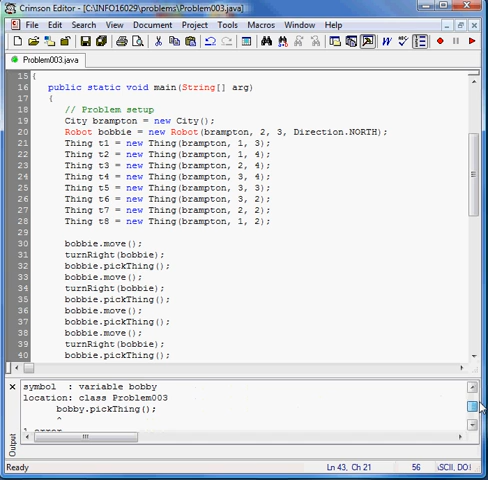 Crimson Editor - [C:\INFO16029\problems\Problem003.java]
File Edit Search View Document Project Tools Macros Window Help
Problem003.java
15 {
16 public static void main(String[] arg)
17 {
18 // Problem setup
19 City brampton = new City();
20 Robot bobbie = new Robot(brampton, 2, 3, Direction.NORTH);
21 Thing t1 = new Thing(brampton, 1, 3);
22 Thing t2 = new Thing(brampton, 1, 4);
23 Thing t3 = new Thing(brampton, 2, 4);
24 Thing t4 = new Thing(brampton, 3, 4);
25 Thing t5 = new Thing(brampton, 3, 3);
26 Thing t6 = new Thing(brampton, 3, 2);
27 Thing t7 = new Thing(brampton, 2, 2);
28 Thing t8 = new Thing(brampton, 1, 2);
29
30 bobbie.move();
31 turnRight(bobbie);
32 bobbie.pickThing();
33 bobbie.move();
34 turnRight(bobbie);
35 bobbie.pickThing();
36 bobbie.move();
37 bobbie.pickThing();
38 bobbie.move();
39 turnRight(bobbie);
40 bobbie.pickThing();
symbol : variable bobby
location: class Problem003
bobby.pickThing();
^
1 error
Output
Ready Ln 43, Ch 21 56 ASCII, DO